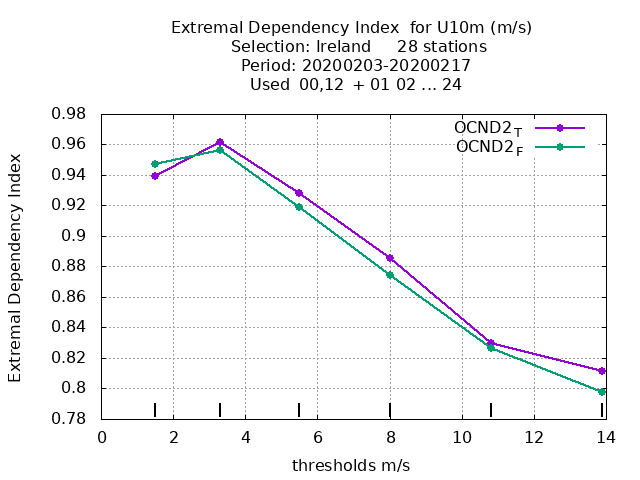 Extremal Dependency Index for U10m (m/s)
Selection: Ireland 28 stations
Period: 20200203-20200217
Used 00,12 + 01 02 ... 24
OCND2T
OCND2F
Extremal Dependency Index
0.98
0.96
0.94
0.92
0.9
0.88
0.86
0.84
0.82
0.8
0.78
0 2 4 6 8 10 12 14
thresholds m/s